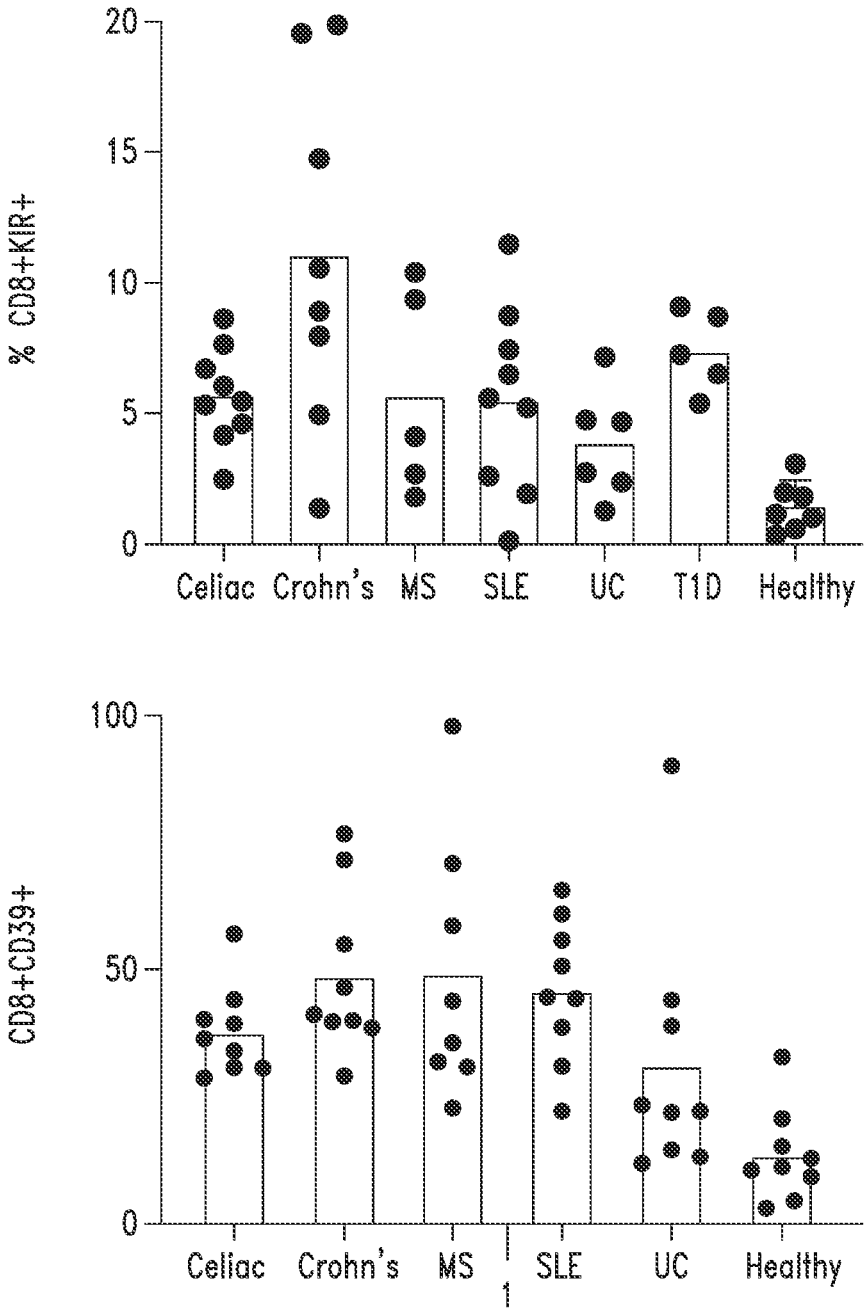 % CD8+KIR+
20
15
10
5
0
Celiac Crohn's MS SLE UC T1D Healthy
CD8+CD39+
100
50
0
Celiac Crohn's MS SLE UC Healthy
1